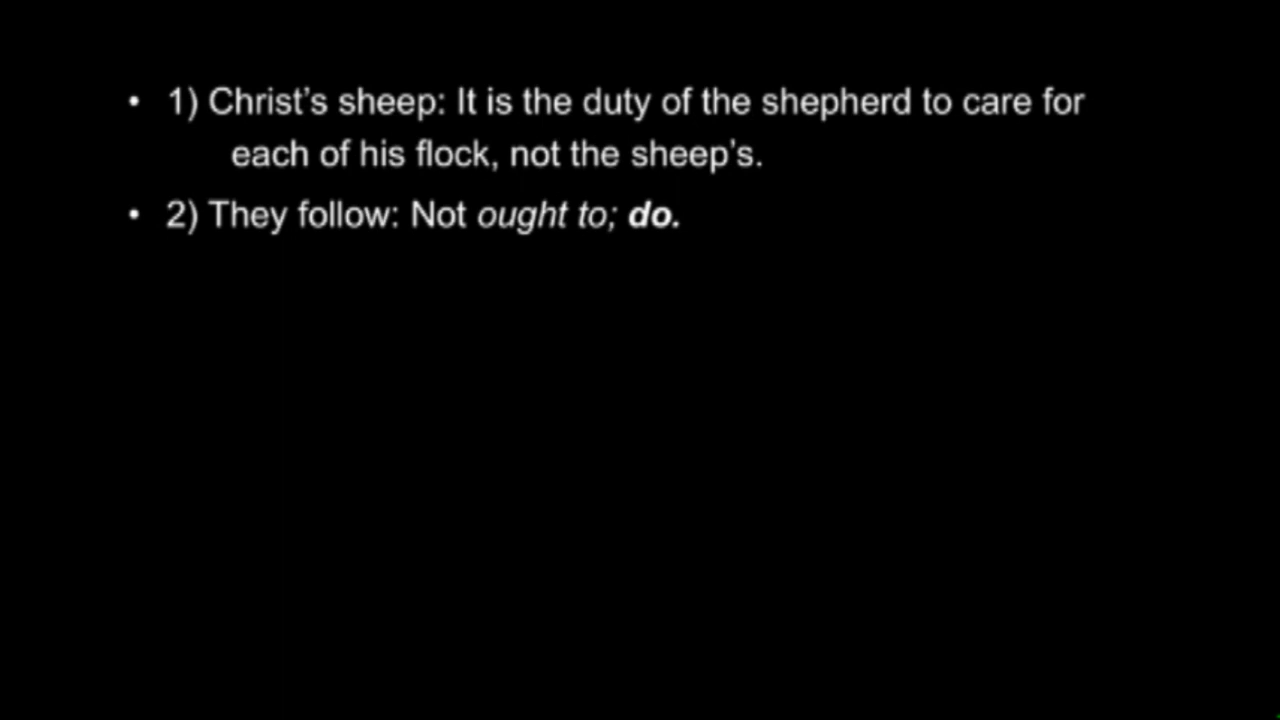 • 1) Christ’s sheep: It is the duty of the shepherd to care for
each of his flock, not the sheep’s.
• 2) They follow: Not ought to; do.